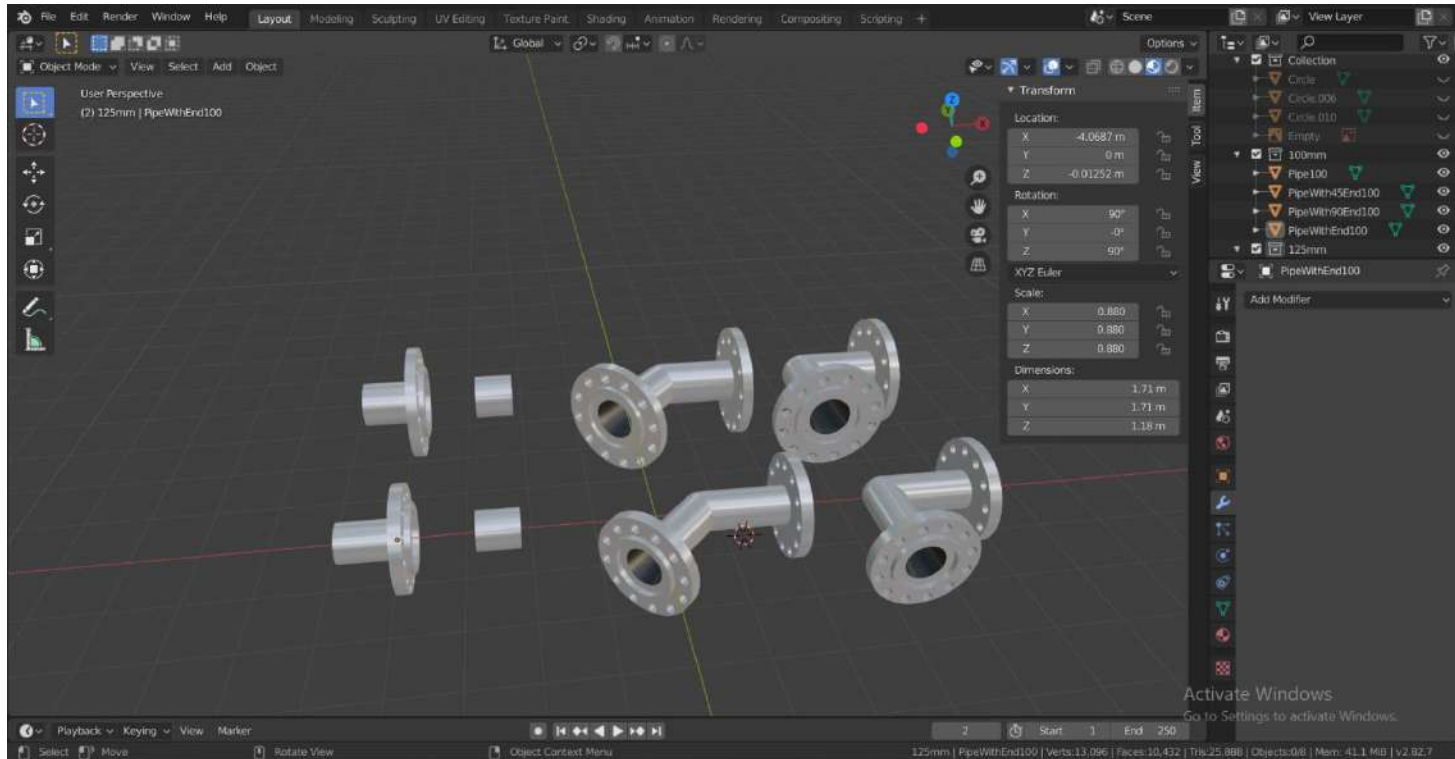 File Edit Render Window Help Layout Modeling Sculpting UV Editing Texture Paint Shading Animation Rendering Compositing Scripting + Scene View Layer
Global Options
Object Mode View Select Add Object
User Perspective
(2) 125mm | PipeWithEnd100
Transform
Location:
X -4.0687 m
Y 0 m
Z -0.01252 m
Rotation:
X 90°
Y -0°
Z 90°
XYZ Euler
Scale:
X 0.880
Y 0.880
Z 0.880
Dimensions:
X 1.71 m
Y 1.71 m
Z 1.18 m
Item
Tool
View
Collection
Circle
Circle.006
Circle.010
Empty
100mm
Pipe100
PipeWith45End100
PipeWith90End100
PipeWithEnd100
125mm
PipeWithEnd100
Add Modifier
Activate Windows
Go to Settings to activate Windows.
Playback Keying View Marker 2 Start 1 End 250
Select Move Rotate View Object Context Menu 125mm | PipeWithEnd100 | Verts:13,096 | Faces:10,432 | Tris:25,888 | Objects:0/8 | Mem: 41.1 MiB | v2.82.7